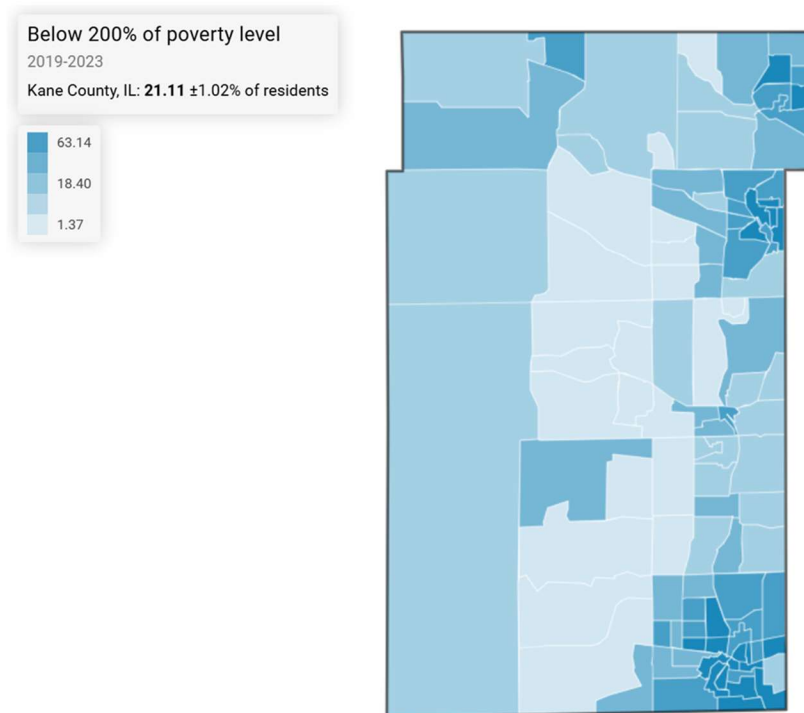 Below 200% of poverty level
2019-2023
Kane County, IL: 21.11 ±1.02% of residents
63.14
18.40
1.37